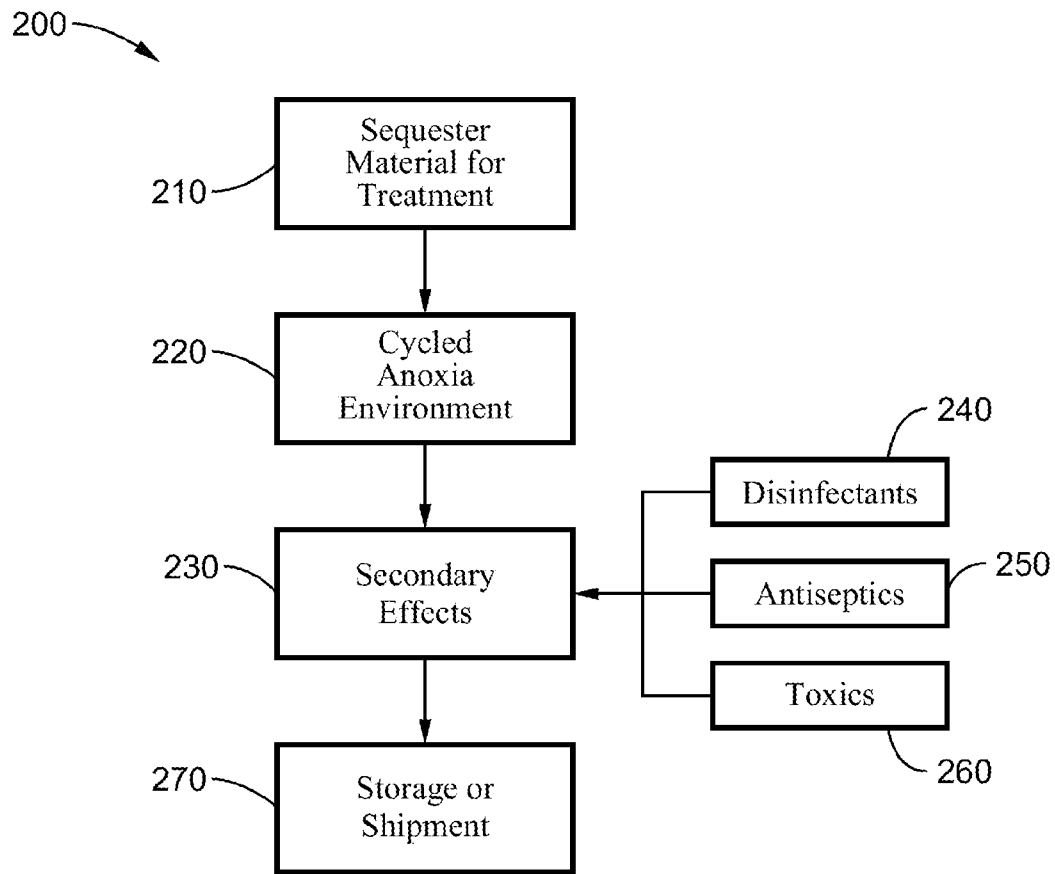 200
Sequester
Material for
Treatment
210
Cycled
Anoxia
Environment
220
240
Disinfectants
Secondary
Effects
230
Antiseptics
250
Toxics
260
Storage or
Shipment
270